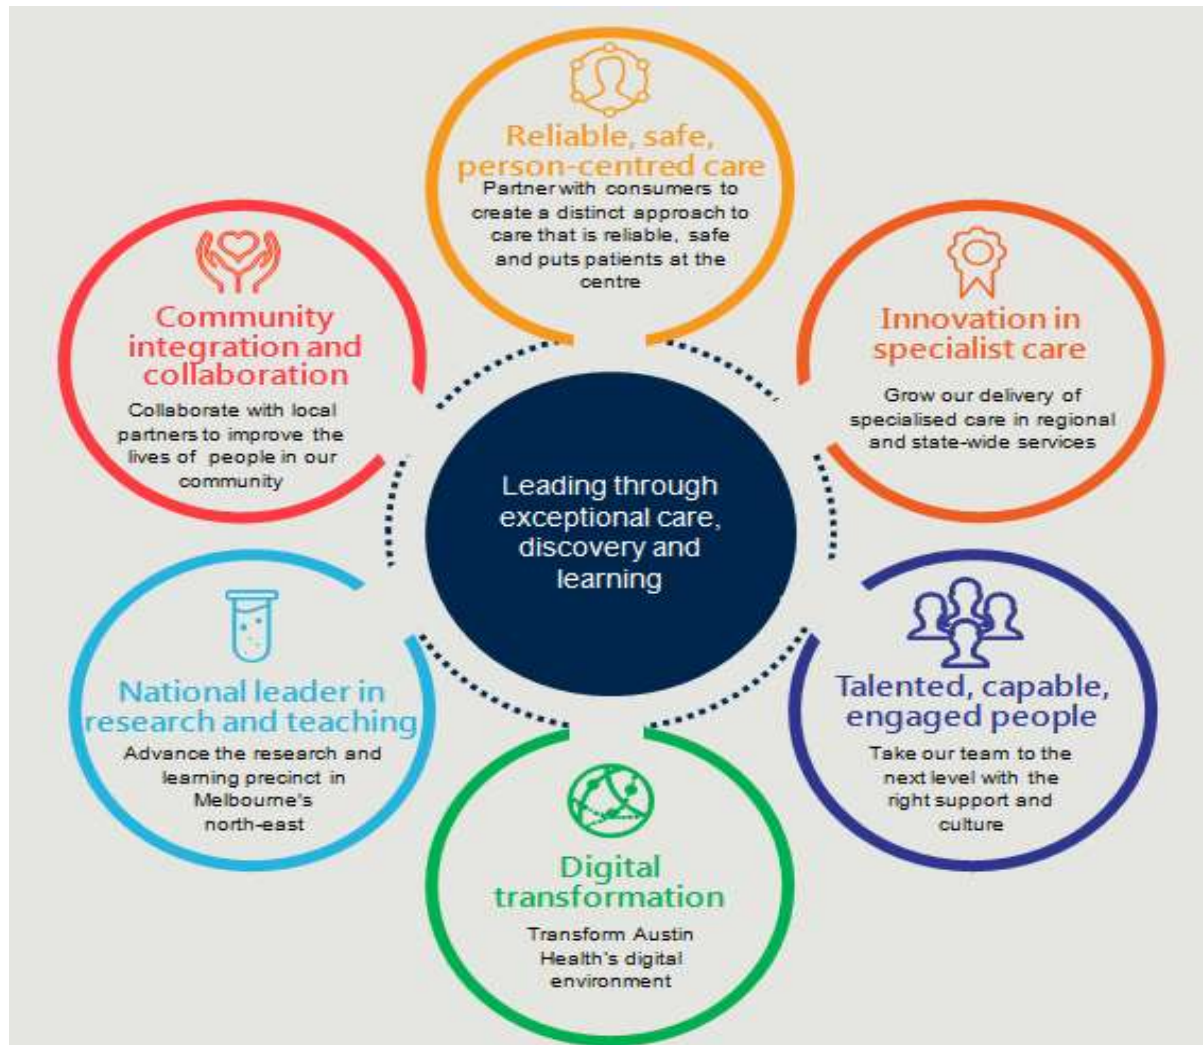 Reliable, safe,
person-centred care
Partner with consumers to
create a distinct approach to
care that is reliable, safe
and puts patients at the
centre
Innovation in
specialist care
Grow our delivery of
specialised care in regional
and state-wide services
Talented, capable,
engaged people
Take our team to the
next level with the
right support and
culture
Digital
transformation
Transform Austin
Health's digital
environment
National leader in
research and teaching
Advance the research and
learning precinct in
Melbourne's
north-east
Community
integration and
collaboration
Collaborate with local
partners to improve the
lives of people in our
community
Leading through
exceptional care,
discovery and
learning